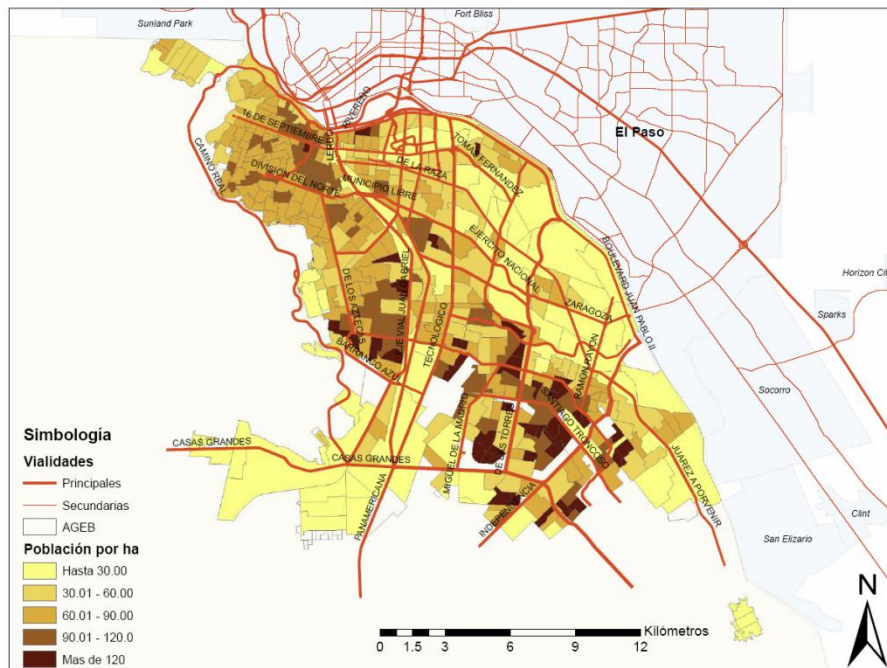 Sunland Park
Fort Bliss
El Paso
Horizon Cit
Sparks
Socorro
Clint
San Elizario
16 DE SEPTIEMBRE
CAMINO REAL
DIVISION DEL NORTE
LERDO
RIVEREÑO
MUNICIPIO LIBRE
DE LA RAZA
TOMAS FERNANDEZ
EJERCITO NACIONAL
BOULEVARD JUAN PABLO II
ZARAGOZA
RAMON RAYON
DE LOS AZTECAS
EJE VIAL JUAN GABRIEL
TECNOLOGICO
BARRANCO AZUL
SANTIAGO TRONCOSO
DE LAS TORRES
MIGUEL DE LA MADRID
JUAREZ A PORVENIR
CASAS GRANDES
CASAS GRANDES
PANAMERICANA
INDEPENDENCIA
Simbología
Vialidades
Principales
Secundarias
AGEB
Población por ha
Hasta 30.00
30.01 - 60.00
60.01 - 90.00
90.01 - 120.0
Mas de 120
Kilómetros
0 1.5 3 6 9 12
N